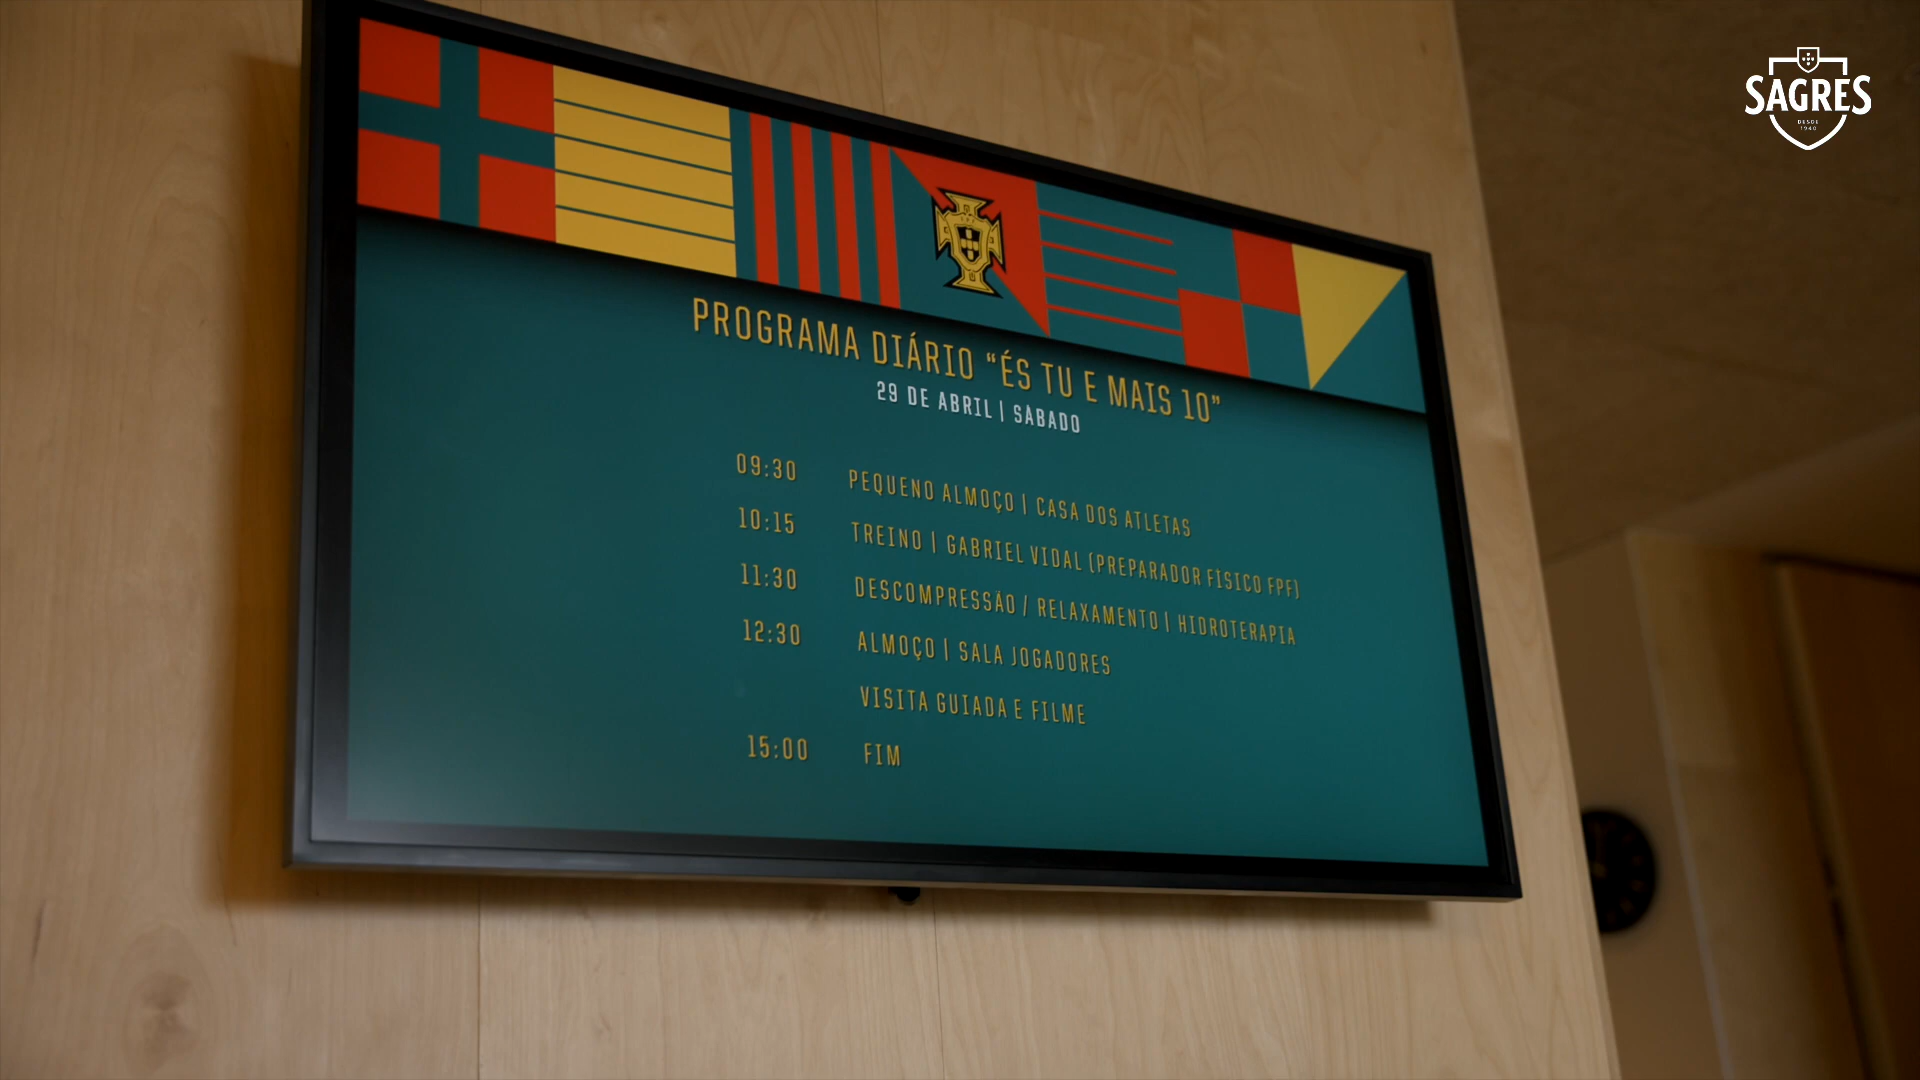 SAGRES
DESDE
1940
PROGRAMA DIÁRIO “ÉS TU E MAIS 10”
29 DE ABRIL | SÁBADO
09:30 PEQUENO ALMOÇO | CASA DOS ATLETAS
10:15 TREINO | GABRIEL VIDAL (PREPARADOR FÍSICO FPF)
11:30 DESCOMPRESSÃO / RELAXAMENTO | HIDROTERAPIA
12:30 ALMOÇO | SALA JOGADORES
VISITA GUIADA E FILME
15:00 FIM